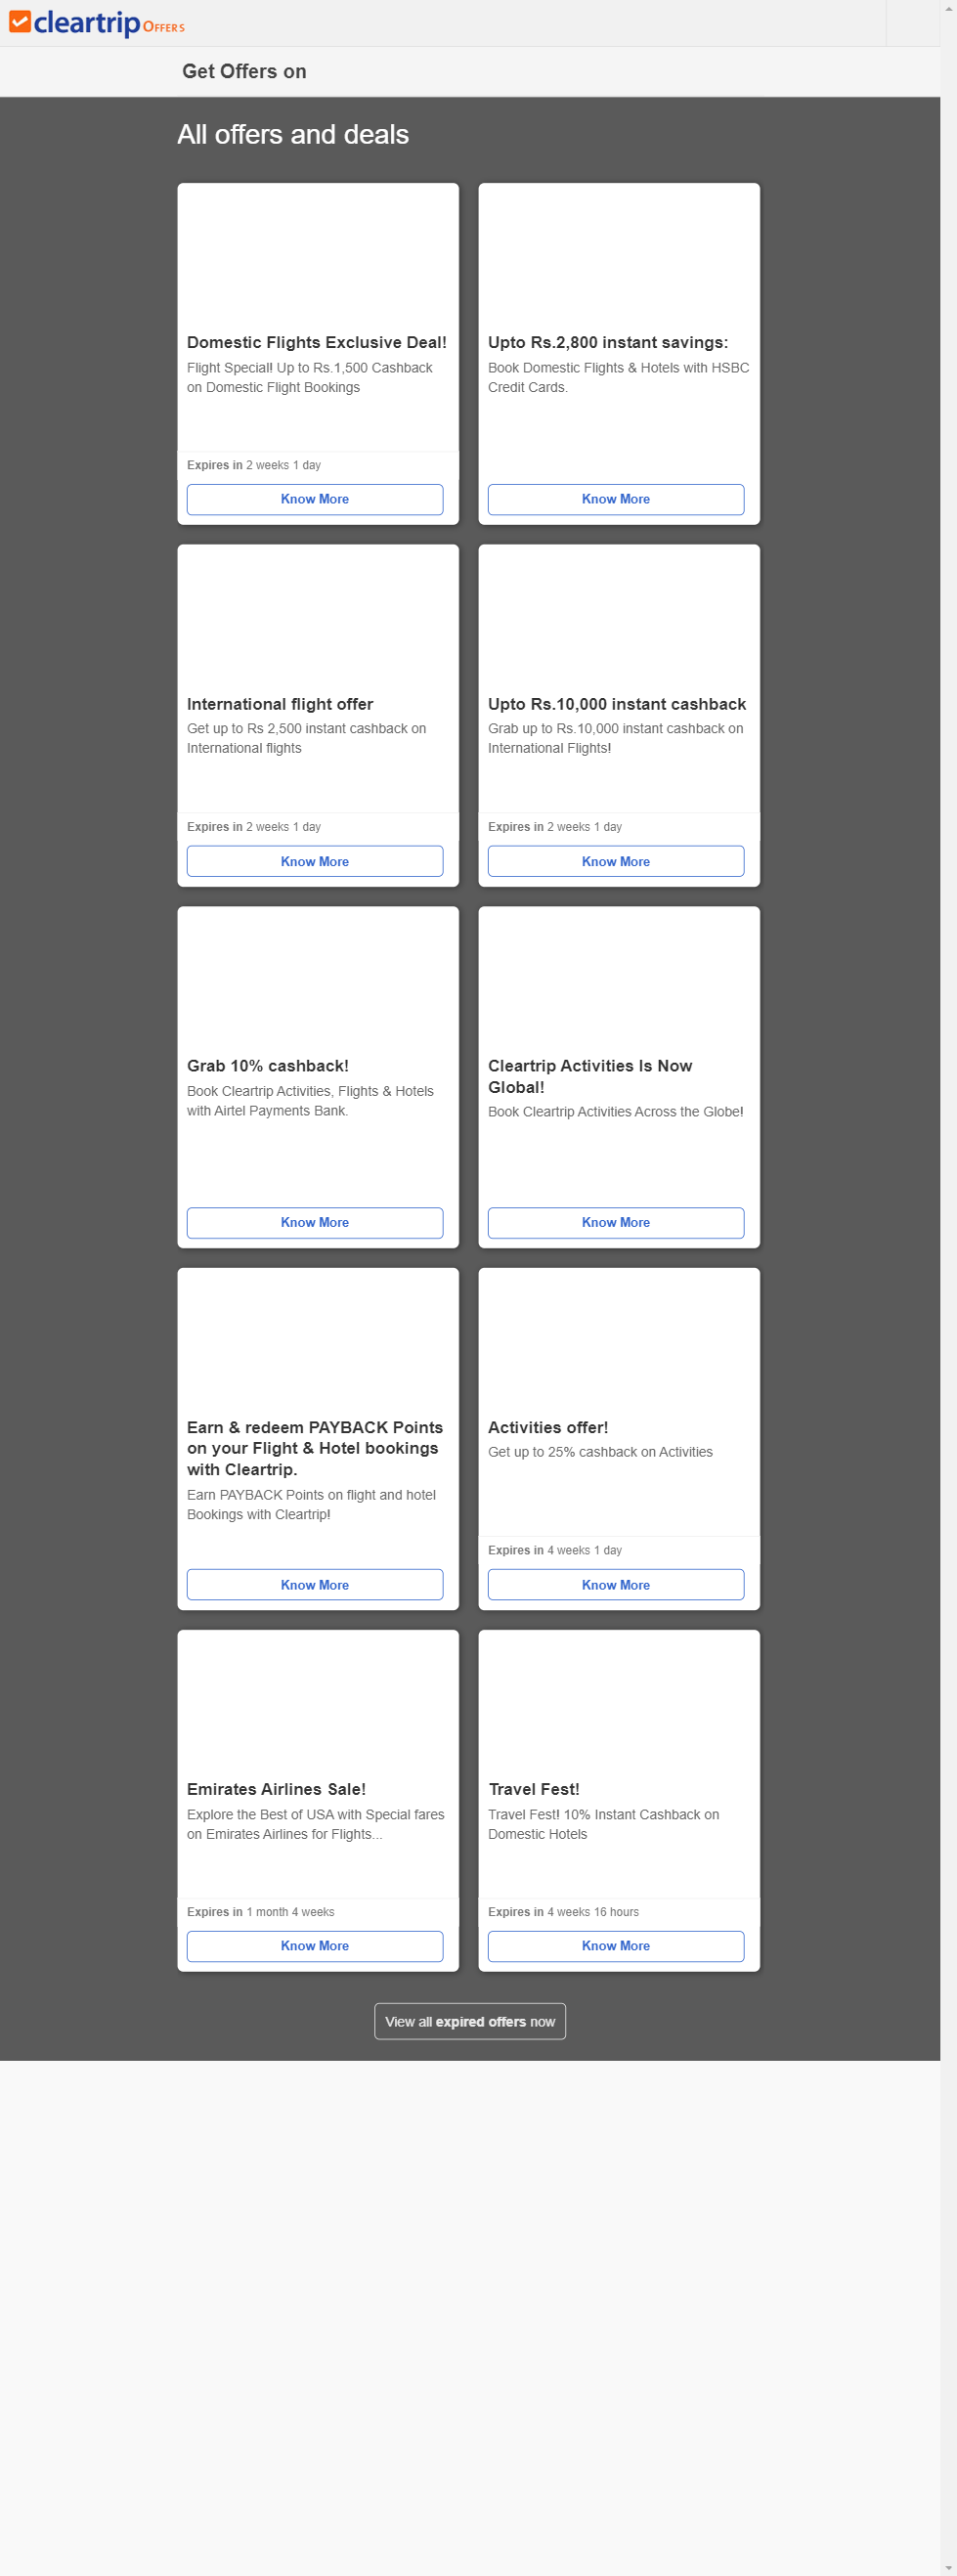 cleartrip OFFERS
Get Offers on
All offers and deals
Domestic Flights Exclusive Deal!
Flight Special! Up to Rs.1,500 Cashback
on Domestic Flight Bookings
Expires in 2 weeks 1 day
Know More
Upto Rs.2,800 instant savings:
Book Domestic Flights & Hotels with HSBC
Credit Cards.
Know More
International flight offer
Get up to Rs 2,500 instant cashback on
International flights
Expires in 2 weeks 1 day
Know More
Upto Rs.10,000 instant cashback
Grab up to Rs.10,000 instant cashback on
International Flights!
Expires in 2 weeks 1 day
Know More
Grab 10% cashback!
Book Cleartrip Activities, Flights & Hotels
with Airtel Payments Bank.
Know More
Cleartrip Activities Is Now
Global!
Book Cleartrip Activities Across the Globe!
Know More
Earn & redeem PAYBACK Points
on your Flight & Hotel bookings
with Cleartrip.
Earn PAYBACK Points on flight and hotel
Bookings with Cleartrip!
Know More
Activities offer!
Get up to 25% cashback on Activities
Expires in 4 weeks 1 day
Know More
Emirates Airlines Sale!
Explore the Best of USA with Special fares
on Emirates Airlines for Flights...
Expires in 1 month 4 weeks
Know More
Travel Fest!
Travel Fest! 10% Instant Cashback on
Domestic Hotels
Expires in 4 weeks 16 hours
Know More
View all expired offers now